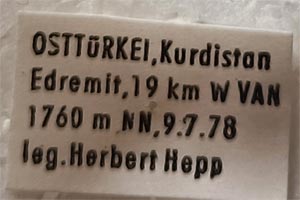 OSTTÜRKEI,Kurdistan
Edremit,19 km W VAN
1760 m NN,9.7.78
leg.Herbert Hepp